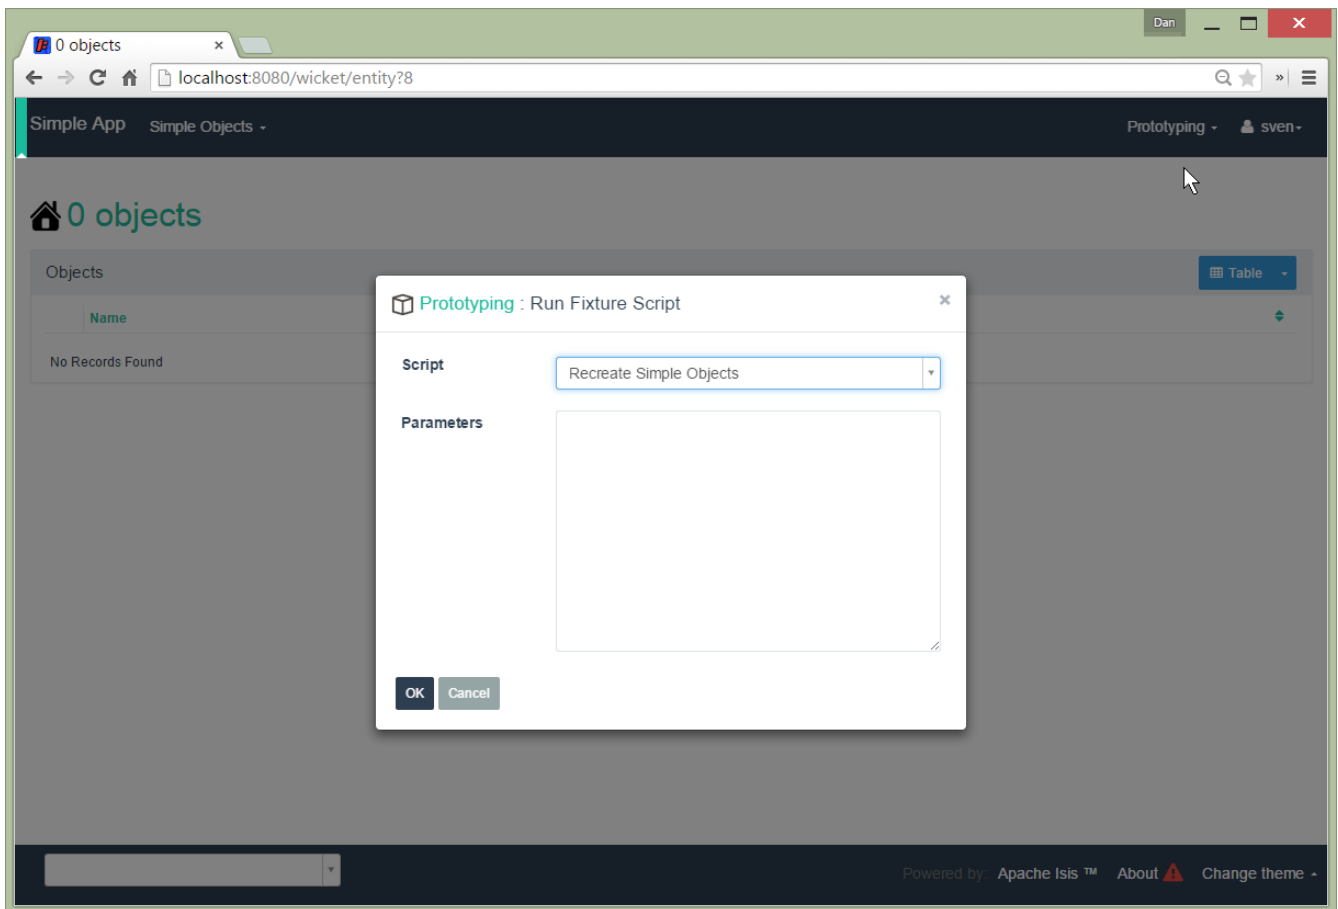 Dan
0 objects
localhost:8080/wicket/entity?8
Simple App Simple Objects Prototyping sven
0 objects
Objects Table
Name
No Records Found
Prototyping : Run Fixture Script
Script Recreate Simple Objects
Parameters
OK Cancel
Powered by: Apache Isis ™ About Change theme